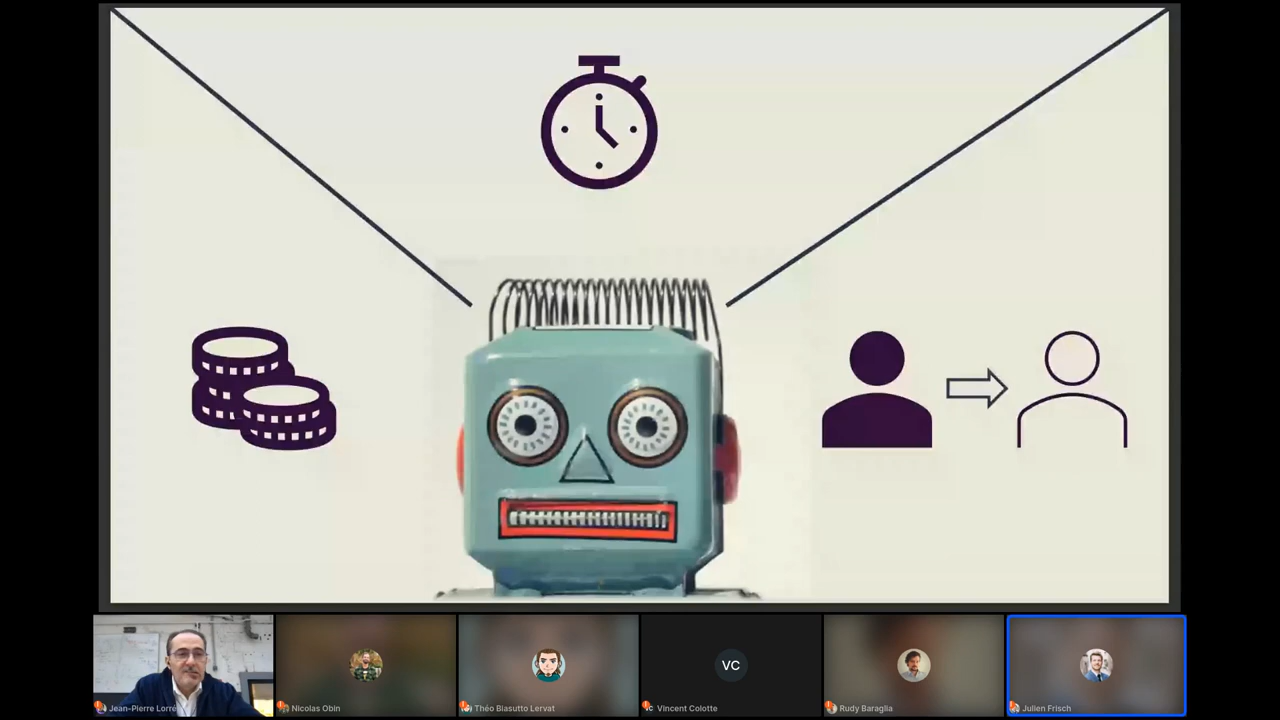 VC
Jean-Pierre Lorré
Nicolas Obin
Théo Biasutto Lervat
Vincent Colotte
Rudy Baraglia
Julien Frisch